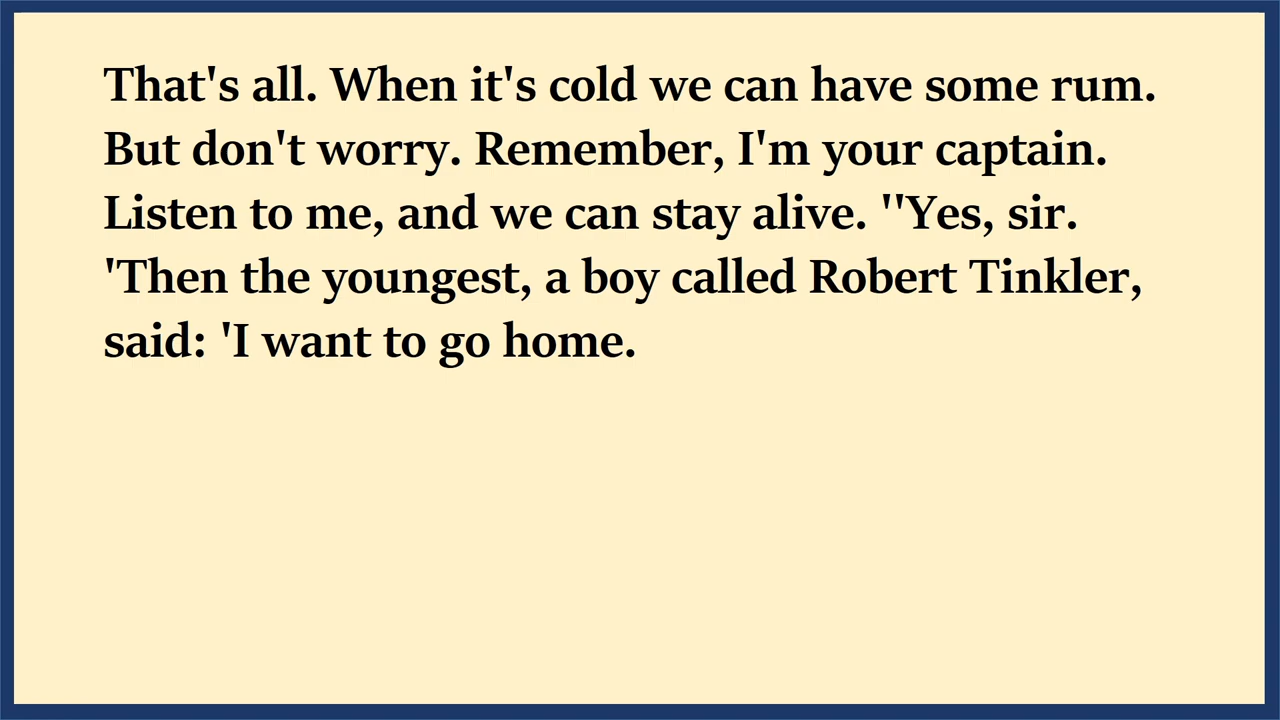 That's all. When it's cold we can have some rum.
But don't worry. Remember, I'm your captain.
Listen to me, and we can stay alive. ''Yes, sir.
'Then the youngest, a boy called Robert Tinkler,
said: 'I want to go home.